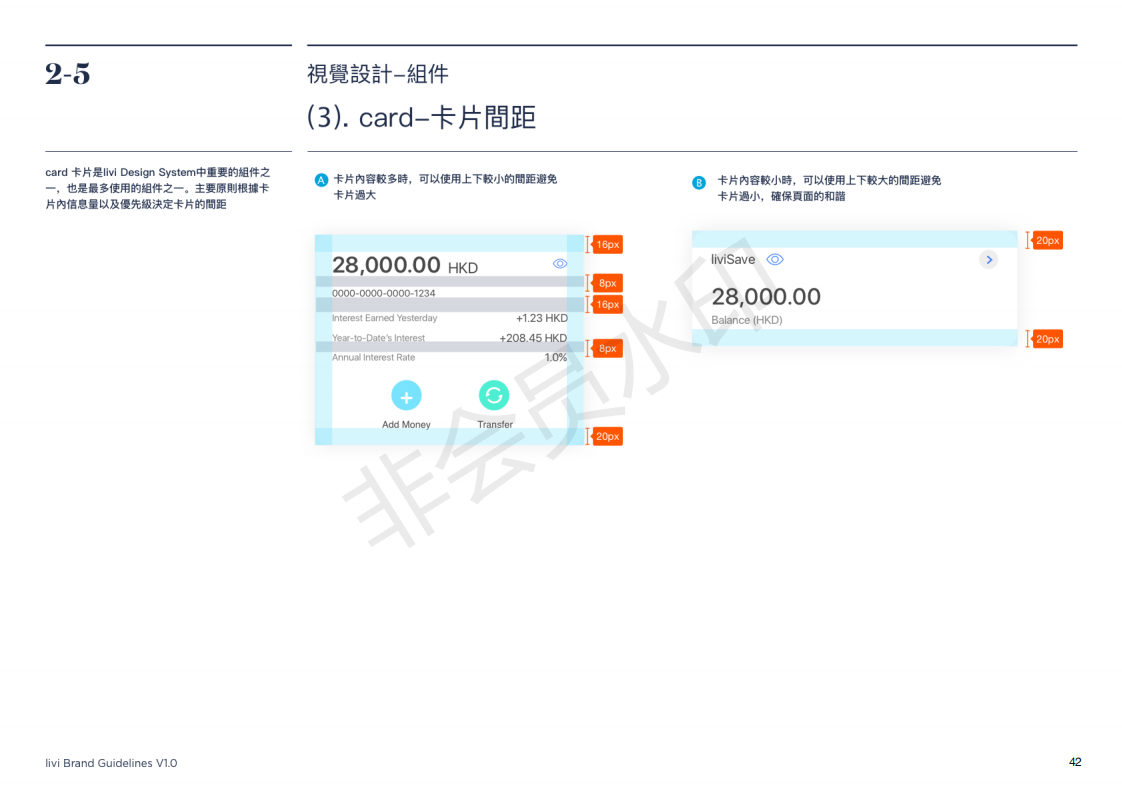 2-5
視覺設計–組件
(3). card–卡片間距
card 卡片是livi Design System中重要的組件之
一，也是最多使用的組件之一。主要原則根據卡
片內信息量以及優先級決定卡片的間距
A 卡片內容較多時，可以使用上下較小的間距避免
卡片過大
16px
28,000.00 HKD
8px
0000-0000-0000-1234
16px
Interest Earned Yesterday +1.23 HKD
Year-to-Date's Interest +208.45 HKD
8px
Annual Interest Rate 1.0%
Add Money Transfer
20px
B 卡片內容較小時，可以使用上下較大的間距避免
卡片過小，確保頁面的和諧
20px
liviSave
28,000.00
Balance (HKD)
20px
非会员水印
livi Brand Guidelines V1.0
42